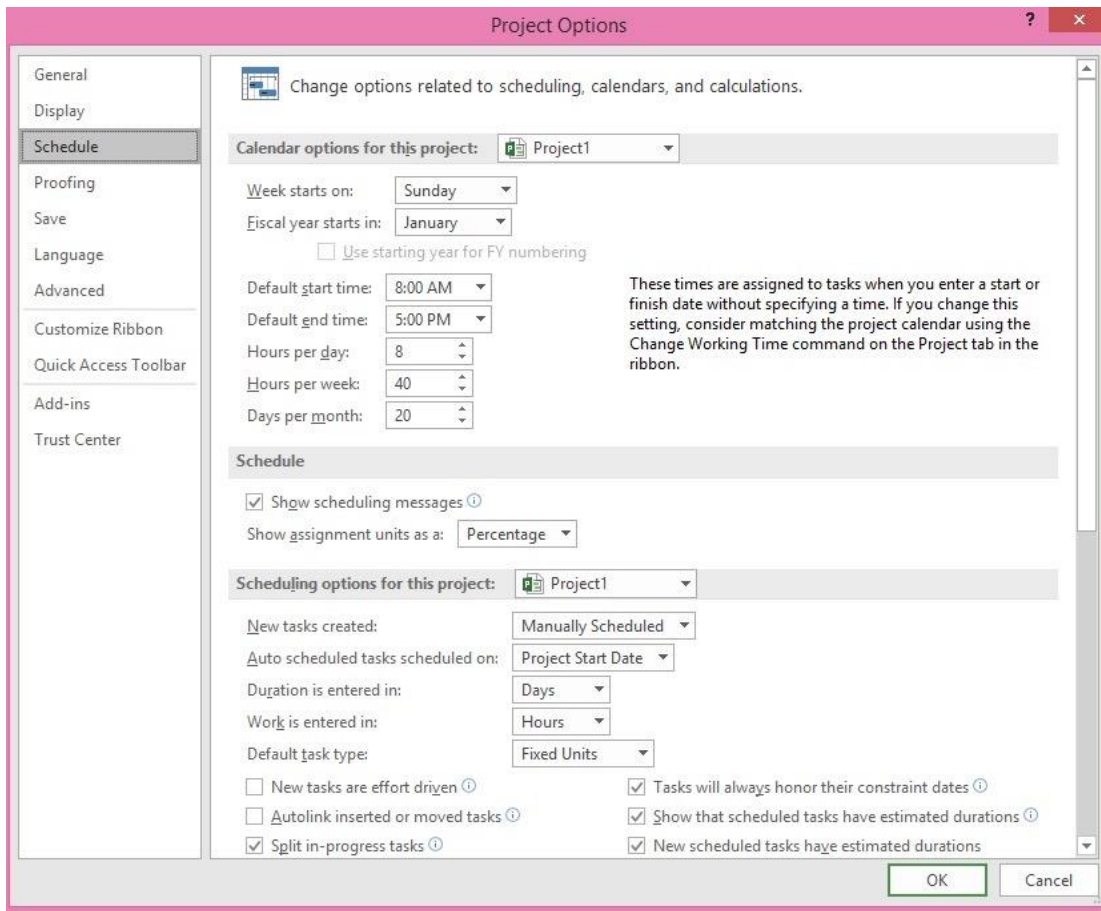 Project Options
?
General
Display
Schedule
Proofing
Save
Language
Advanced
Customize Ribbon
Quick Access Toolbar
Add-ins
Trust Center
Change options related to scheduling, calendars, and calculations.
Calendar options for this project: Project1
Week starts on: Sunday
Fiscal year starts in: January
Use starting year for FY numbering
Default start time: 8:00 AM
Default end time: 5:00 PM
Hours per day: 8
Hours per week: 40
Days per month: 20
These times are assigned to tasks when you enter a start or
finish date without specifying a time. If you change this
setting, consider matching the project calendar using the
Change Working Time command on the Project tab in the
ribbon.
Schedule
Show scheduling messages
Show assignment units as a: Percentage
Scheduling options for this project: Project1
New tasks created: Manually Scheduled
Auto scheduled tasks scheduled on: Project Start Date
Duration is entered in: Days
Work is entered in: Hours
Default task type: Fixed Units
New tasks are effort driven
Tasks will always honor their constraint dates
Autolink inserted or moved tasks
Show that scheduled tasks have estimated durations
Split in-progress tasks
New scheduled tasks have estimated durations
OK
Cancel